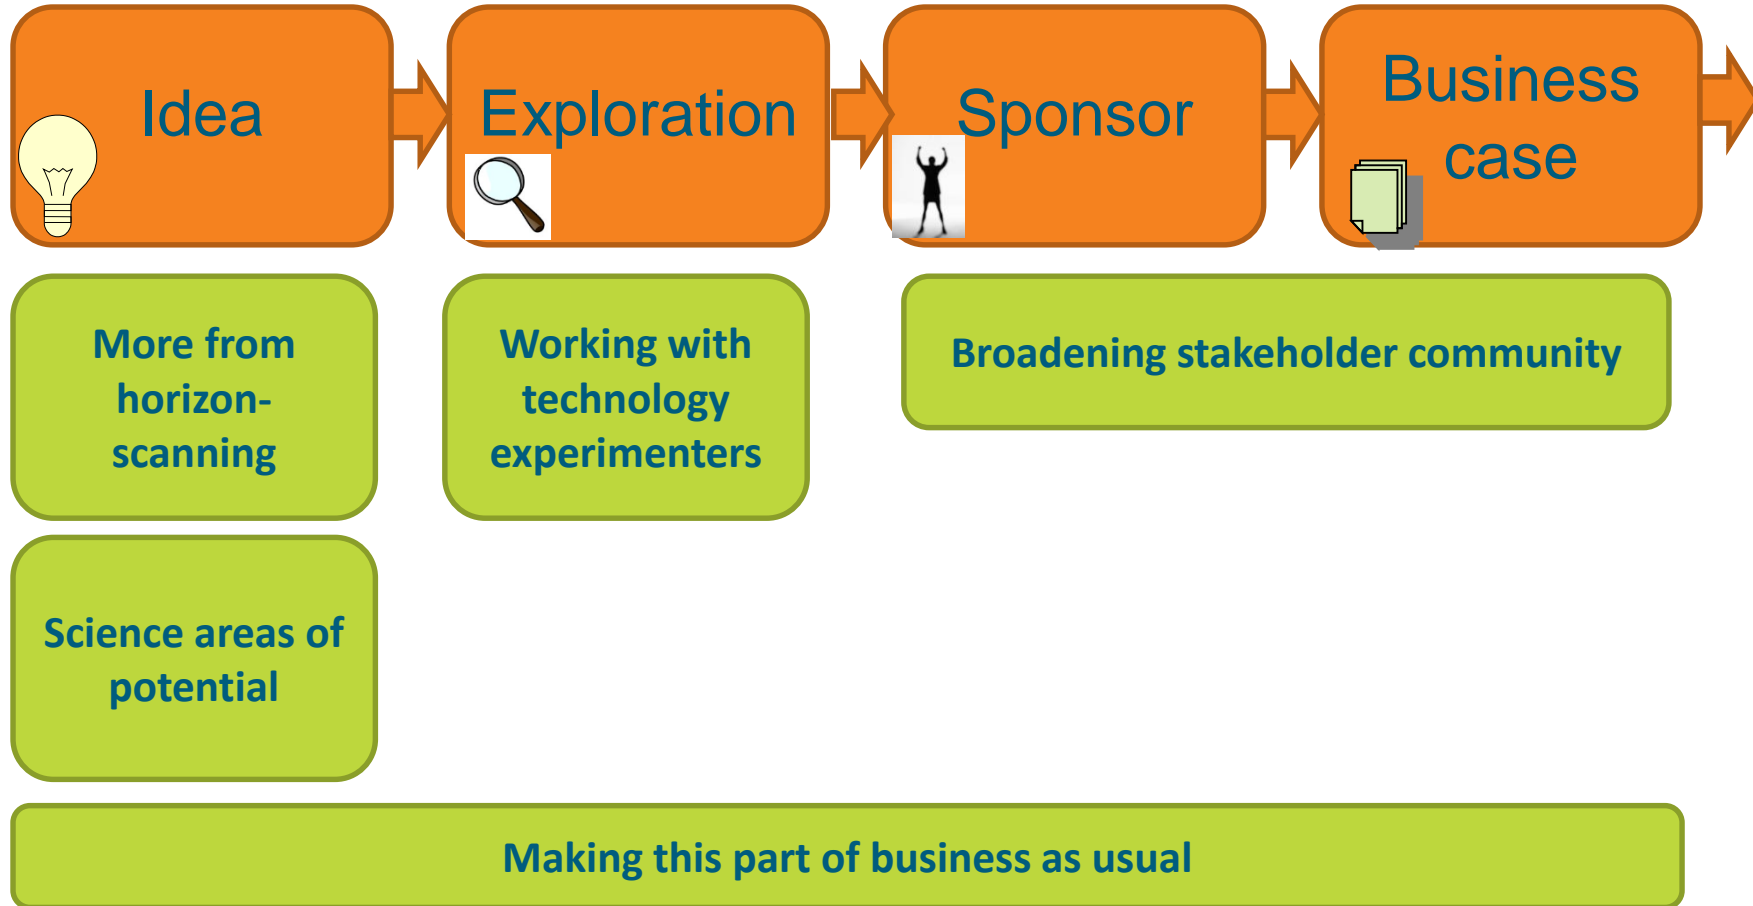 Idea
Exploration
Sponsor
Business
case
More from
horizon-
scanning
Working with
technology
experimenters
Broadening stakeholder community
Science areas of
potential
Making this part of business as usual